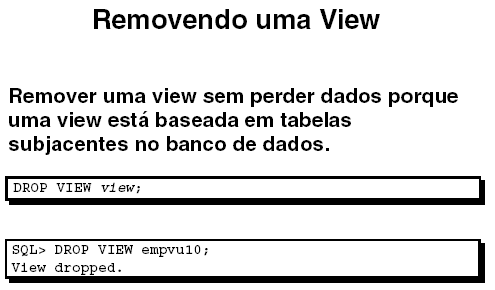 Removendo uma View
Remover uma view sem perder dados porque
uma view está baseada em tabelas
subjacentes no banco de dados.
DROP VIEW view;
SQL> DROP VIEW empvu10;
View dropped.